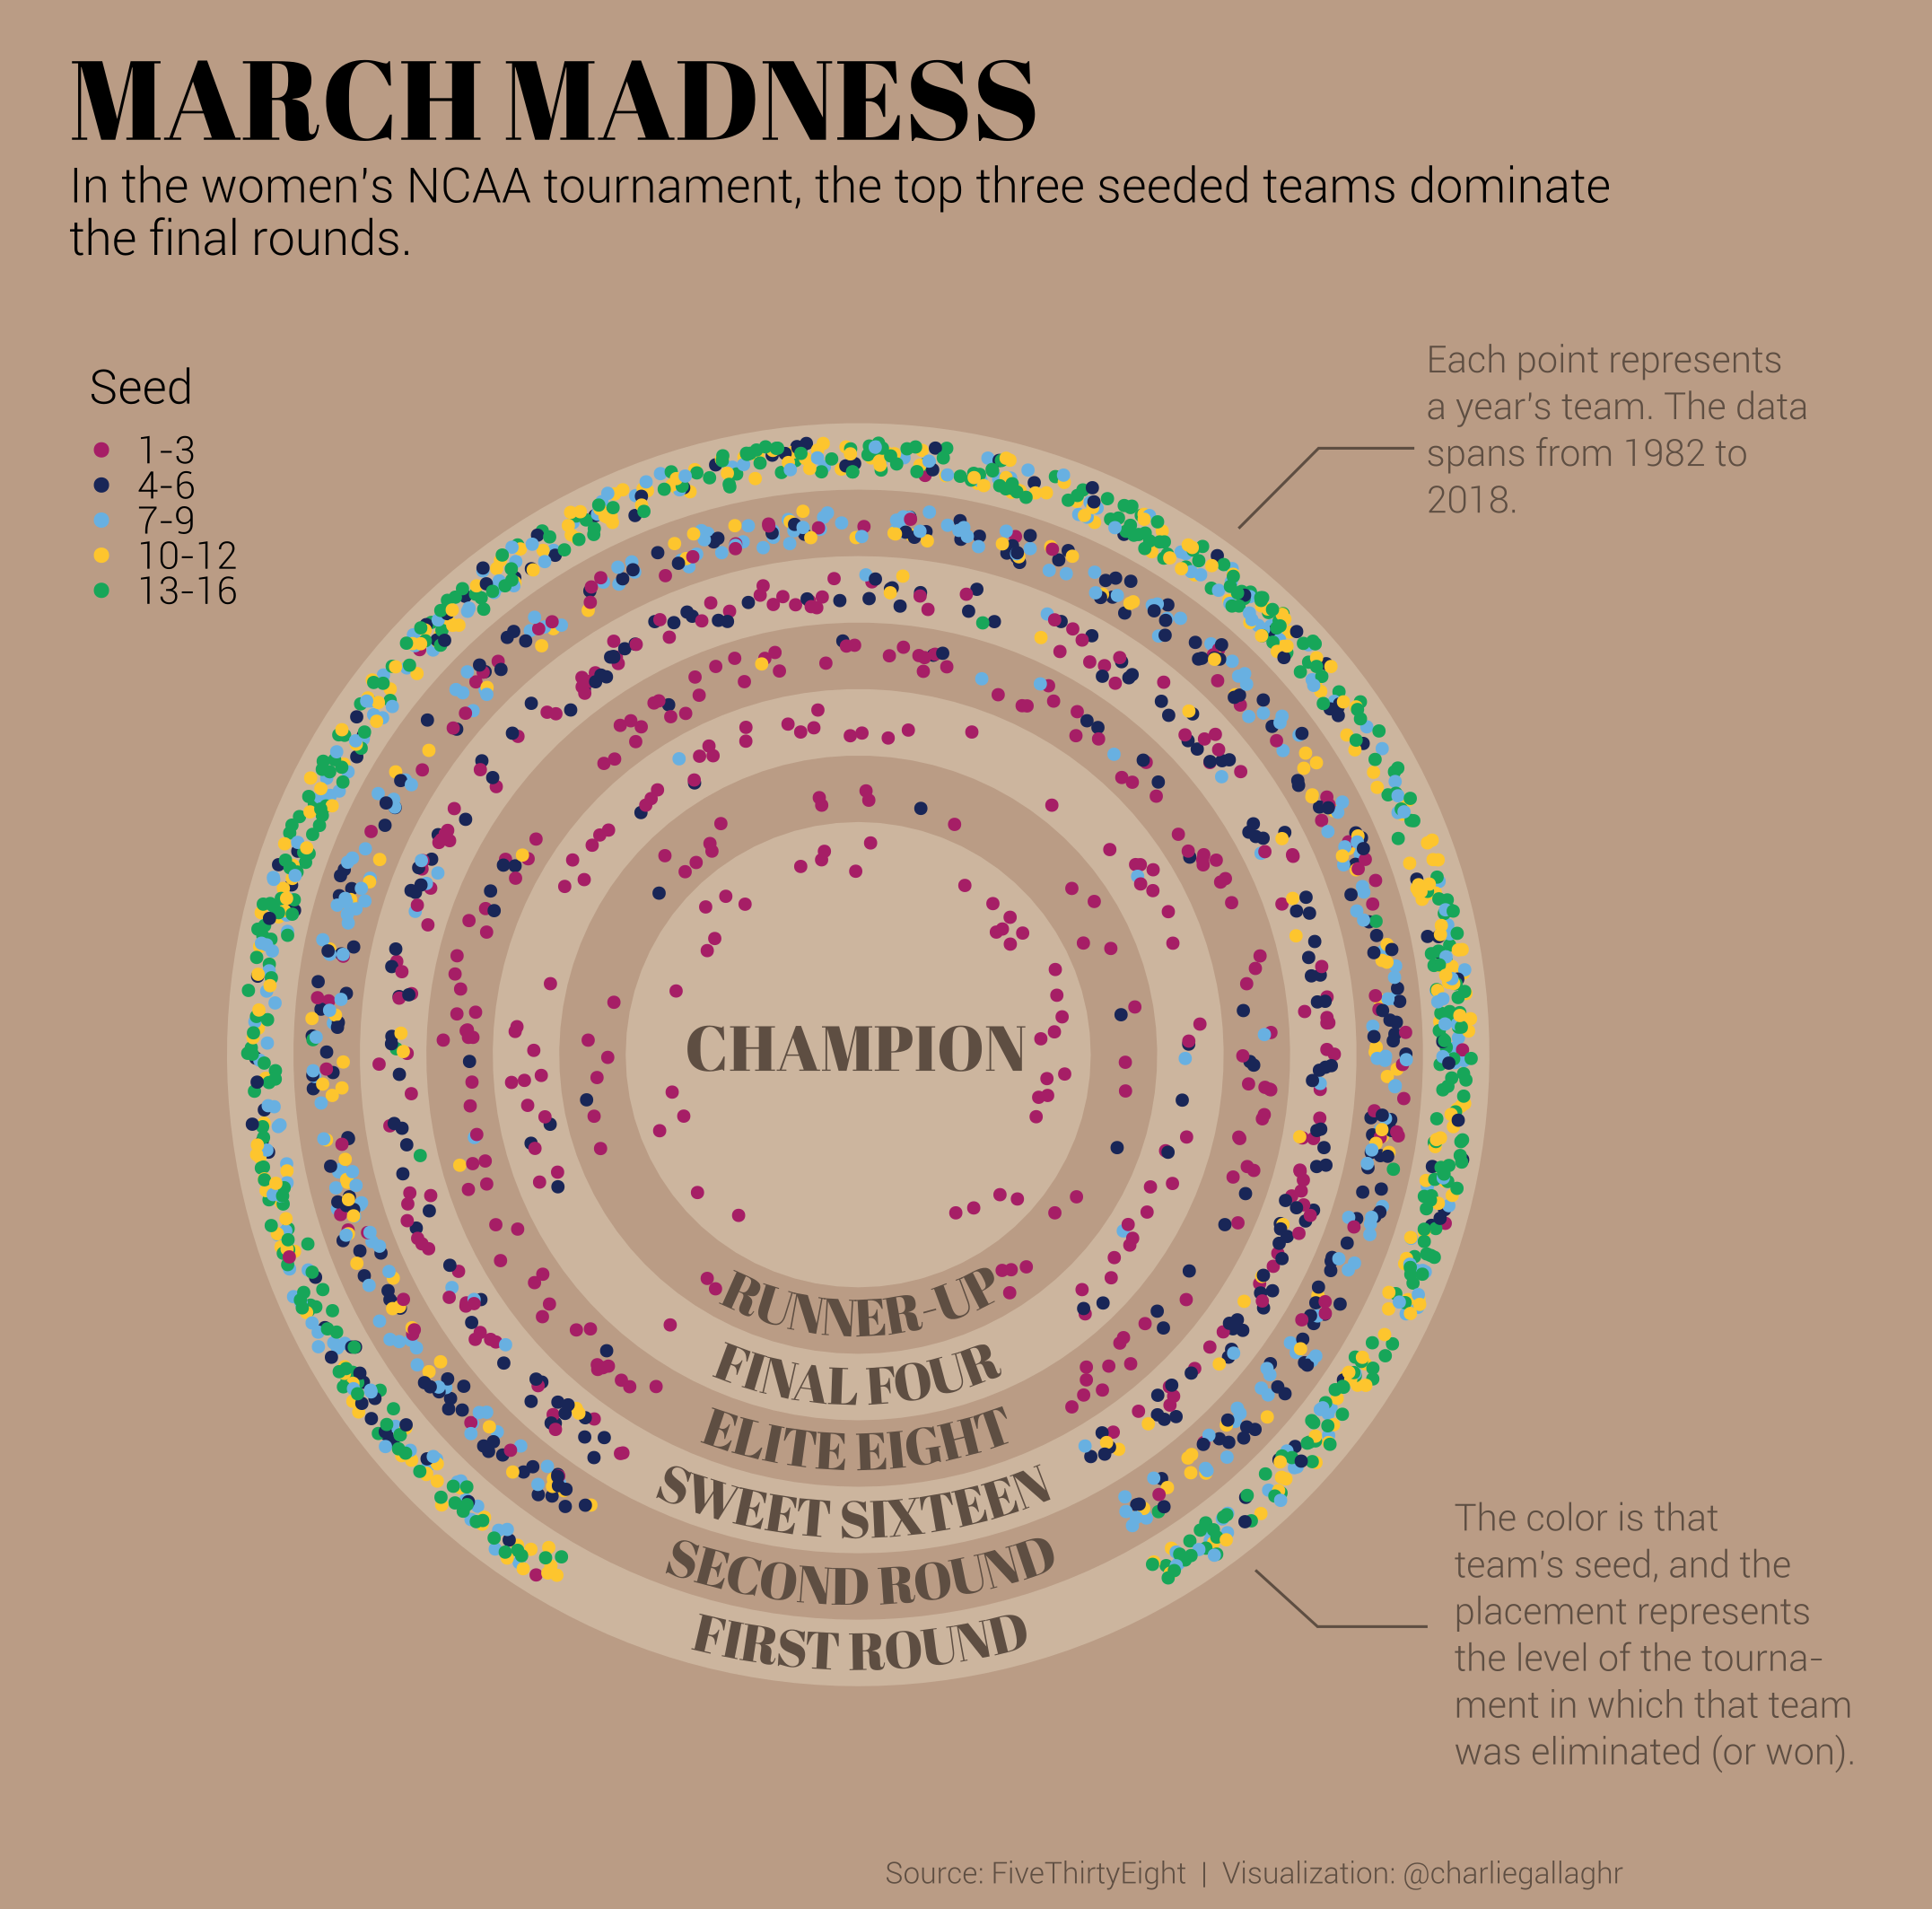 MARCH MADNESS
In the women's NCAA tournament, the top three seeded teams dominate
the final rounds.
Each point represents
a year's team. The data
spans from 1982 to
2018.
Seed
1-3
4-6
7-9
10-12
13-16
CHAMPION
RUNNER-UP
FINAL FOUR
ELITE EIGHT
SWEET SIXTEEN
SECOND ROUND
FIRST ROUND
The color is that
team's seed, and the
placement represents
the level of the tourna-
ment in which that team
was eliminated (or won).
Source: FiveThirtyEight | Visualization: @charliegallaghr